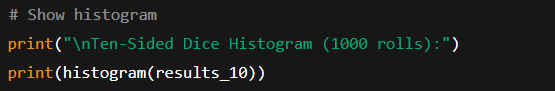 # Show histogram
print("\nTen-Sided Dice Histogram (1000 rolls):")
print(histogram(results_10))